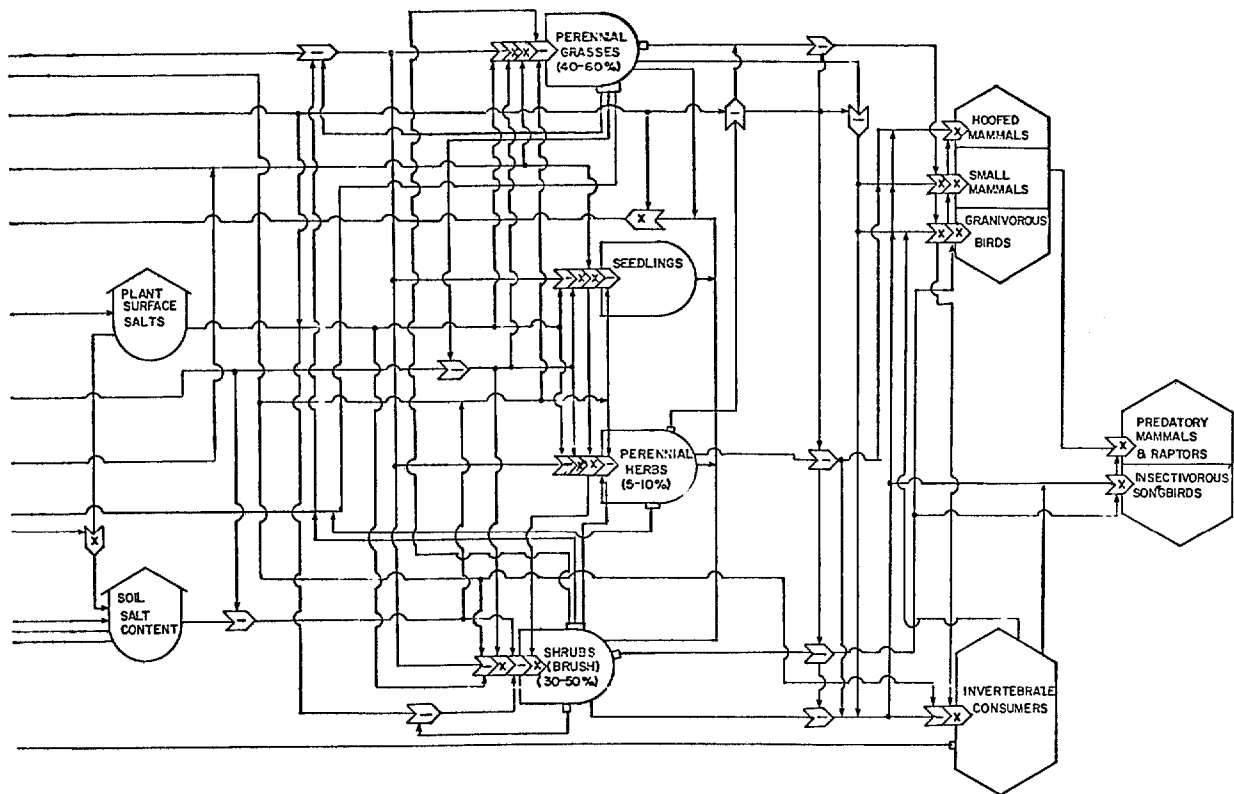 PERENNIAL
GRASSES
(40-60%)
HOOFED
MAMMALS
SMALL
MAMMALS
GRANIVOROUS
BIRDS
SEEDLINGS
PLANT
SURFACE
SALTS
PERENNIAL
HERBS
(5-10%)
PREDATORY
MAMMALS
& RAPTORS
INSECTIVOROUS
SONGBIRDS
SOIL
SALT
CONTENT
SHRUBS
(BRUSH)
(30-50%)
INVERTEBRATE
CONSUMERS